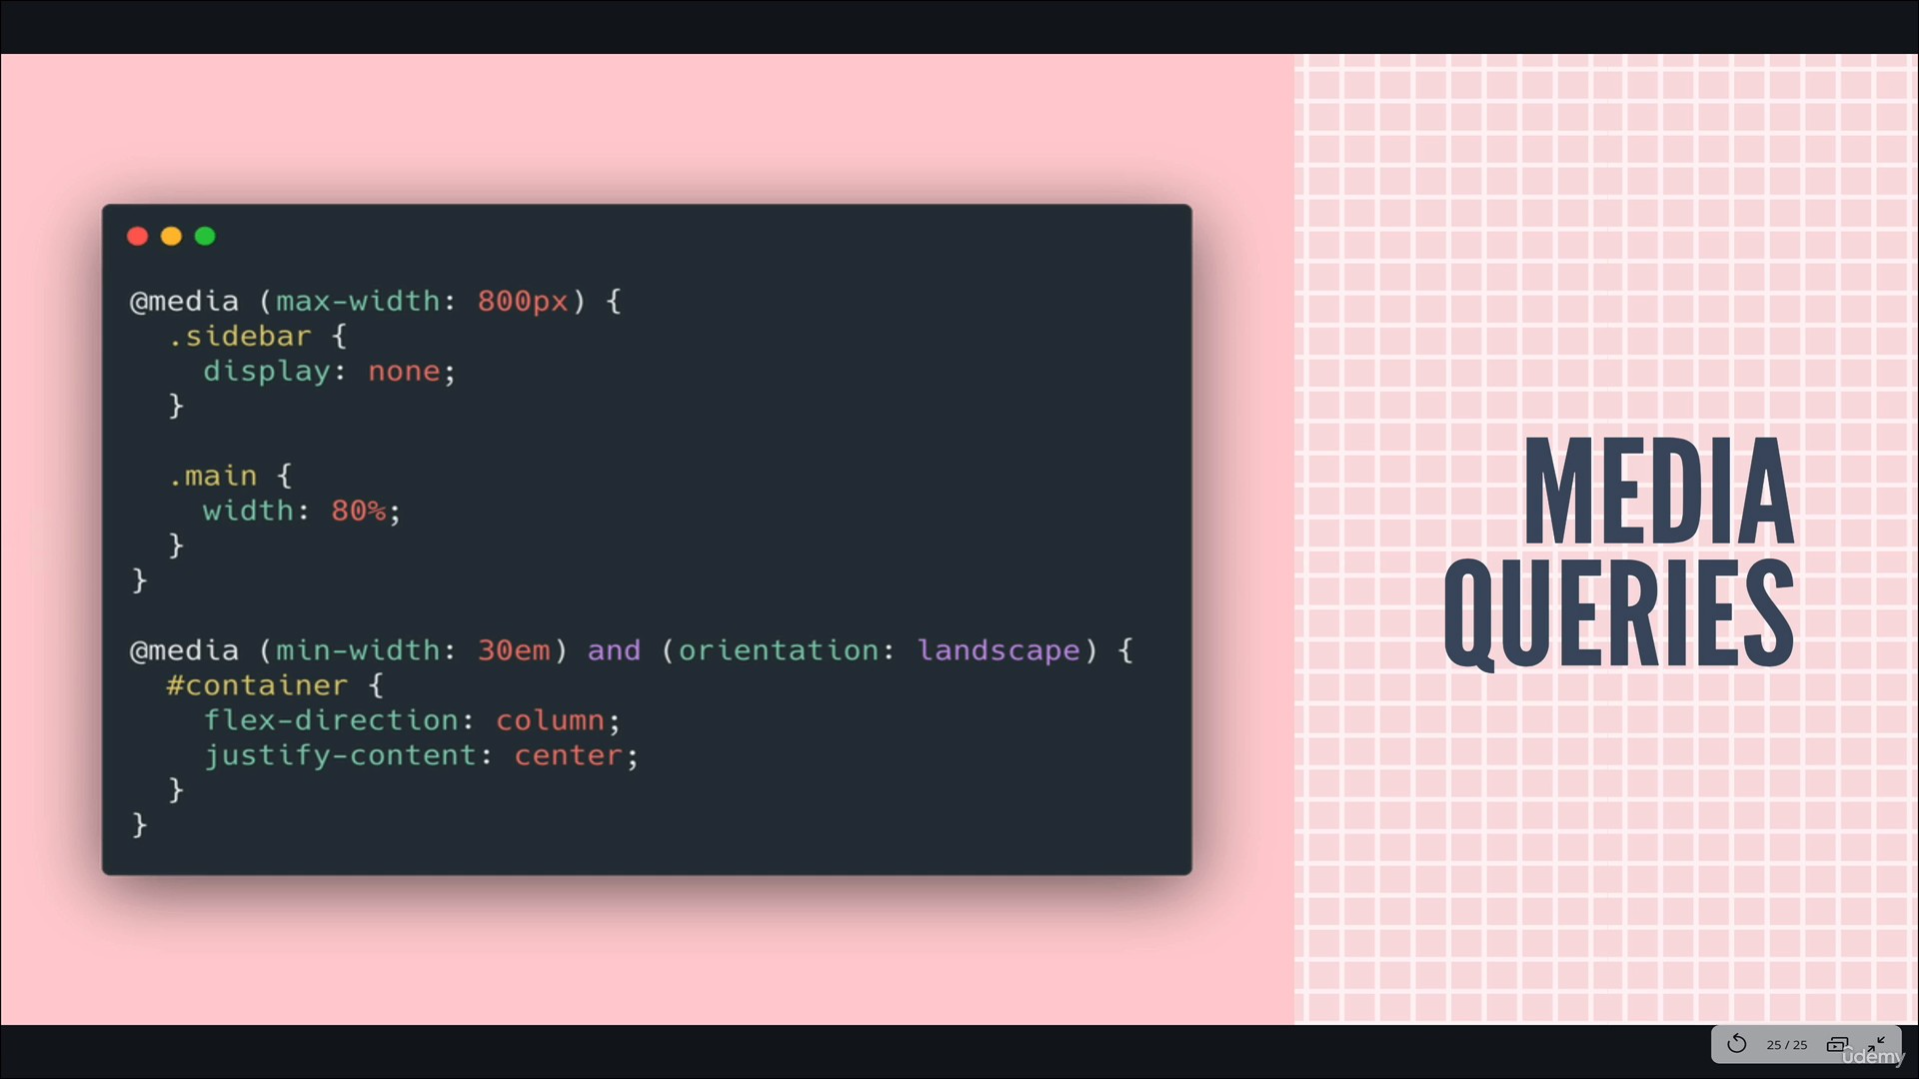 @media (max-width: 800px) {
.sidebar {
display: none;
}
.main {
width: 80%;
}
}
@media (min-width: 30em) and (orientation: landscape) {
#container {
flex-direction: column;
justify-content: center;
}
}
MEDIA
QUERIES
25 / 25
ûdemy